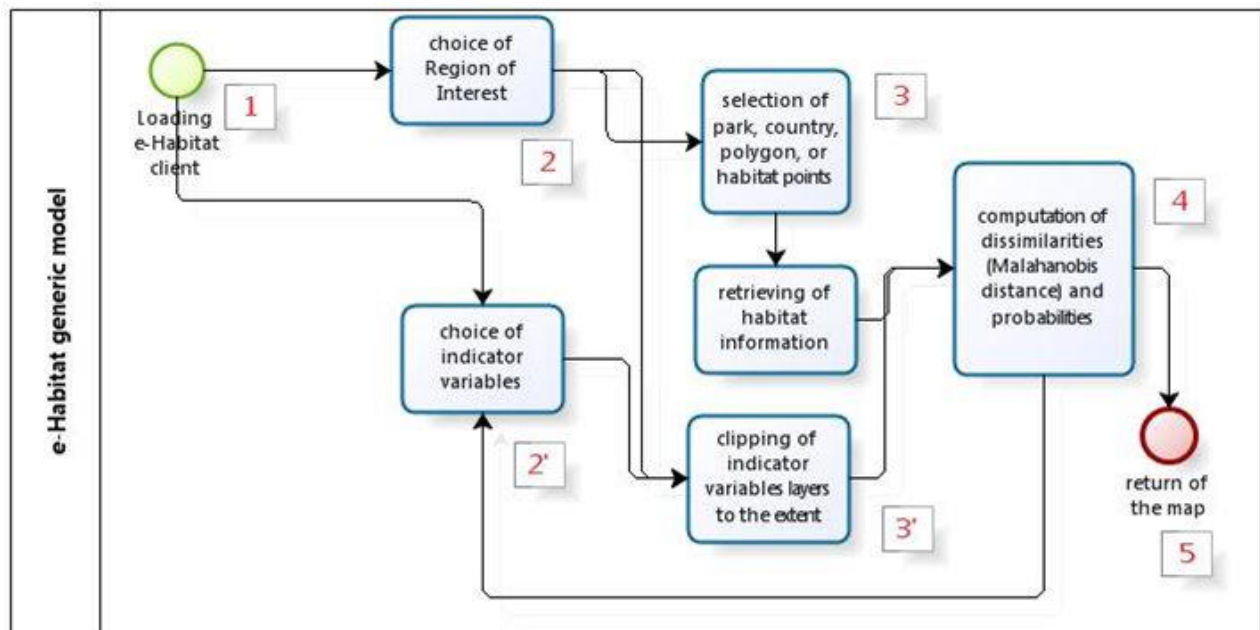 e-Habitat generic model
Loading
e-Habitat
client
1
choice of
Region of
Interest
2
selection of
park, country,
polygon, or
habitat points
3
retrieving of
habitat
information
choice of
indicator
variables
2'
clipping of
indicator
variables layers
to the extent
3'
computation of
dissimilarities
(Malahanobis
distance) and
probabilities
4
return of
the map
5